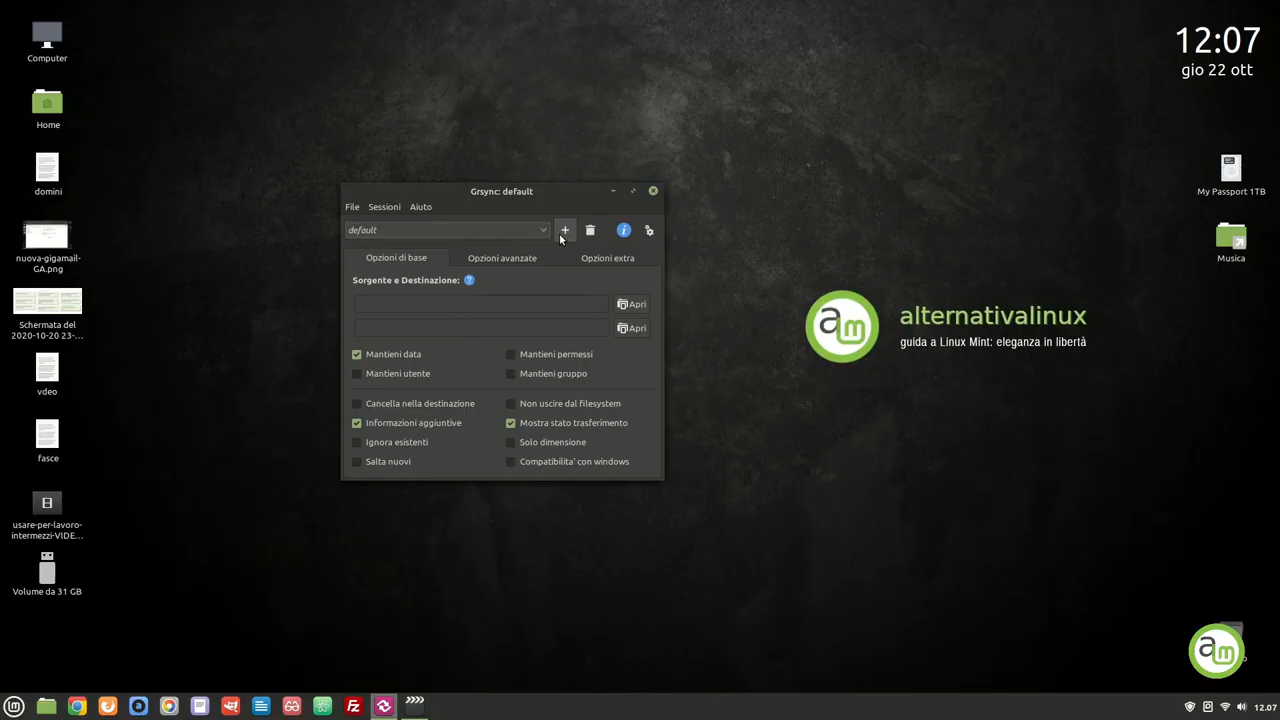 Computer
Home
domini
nuova-gigamail-
GA.png
Schermata del
2020-10-20 23-...
vdeo
fasce
usare-per-lavoro-
intermezzi-VIDE...
Volume da 31 GB
Grsync: default
File Sessioni Aiuto
default
Opzioni di base Opzioni avanzate Opzioni extra
Sorgente e Destinazione:
Apri
Apri
Mantieni data Mantieni permessi
Mantieni utente Mantieni gruppo
Cancella nella destinazione Non uscire dal filesystem
Informazioni aggiuntive Mostra stato trasferimento
Ignora esistenti Solo dimensione
Salta nuovi Compatibilita' con windows
am
alternativalinux
guida a Linux Mint: eleganza in libertà
12:07
gio 22 ott
My Passport 1TB
Musica
am
12.07